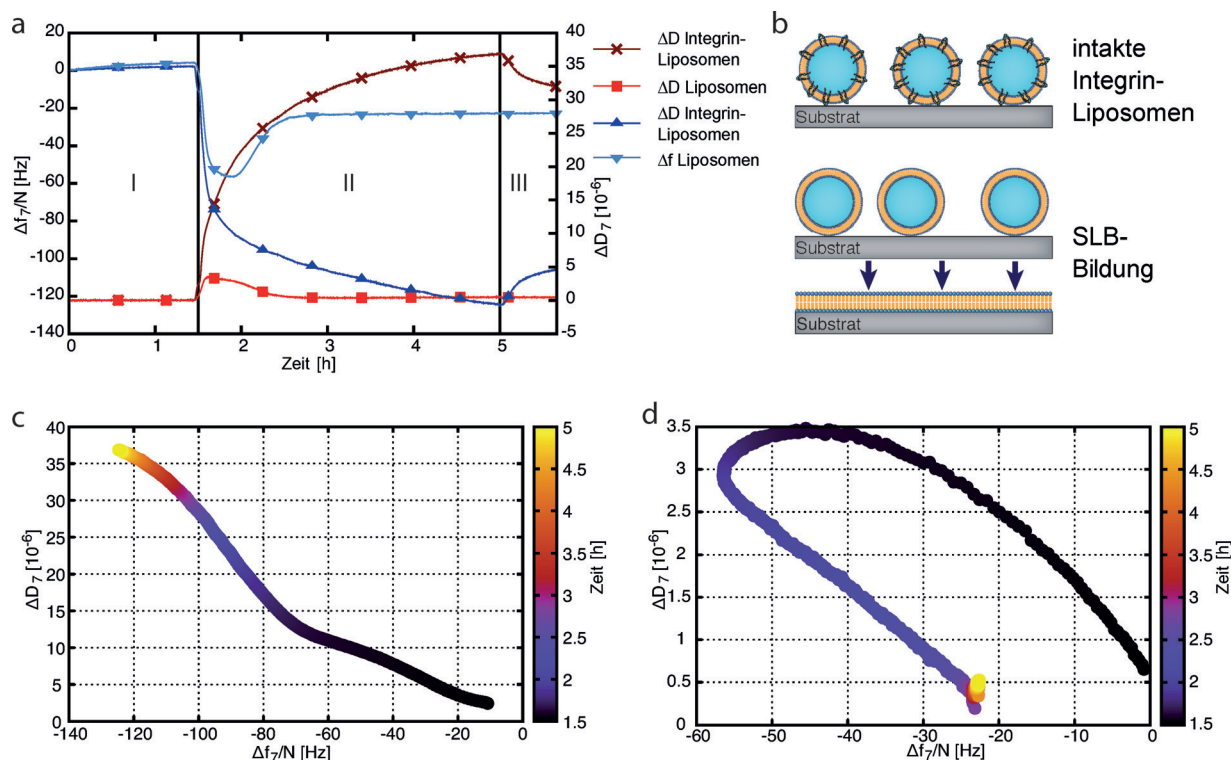 a
Δf₇/N [Hz]
20
0
-20
-40
-60
-80
-100
-120
-140
I
II
III
0
1
2
3
4
5
Zeit [h]
40
35
30
25
20
15
10
5
0
-5
ΔD₇ [10⁻⁶]
ΔD Integrin-
Liposomen
ΔD Liposomen
ΔD Integrin-
Liposomen
Δf Liposomen
b
Substrat
intakte
Integrin-
Liposomen
Substrat
SLB-
Bildung
Substrat
c
ΔD₇ [10⁻⁶]
40
35
30
25
20
15
10
5
0
-140
-120
-100
-80
-60
-40
-20
0
Δf₇/N [Hz]
5
4.5
4
3.5
3
2.5
2
1.5
Zeit [h]
d
ΔD₇ [10⁻⁶]
3.5
3
2.5
2
1.5
1
0.5
0
-60
-50
-40
-30
-20
-10
0
Δf₇/N [Hz]
5
4.5
4
3.5
3
2.5
2
1.5
Zeit [h]